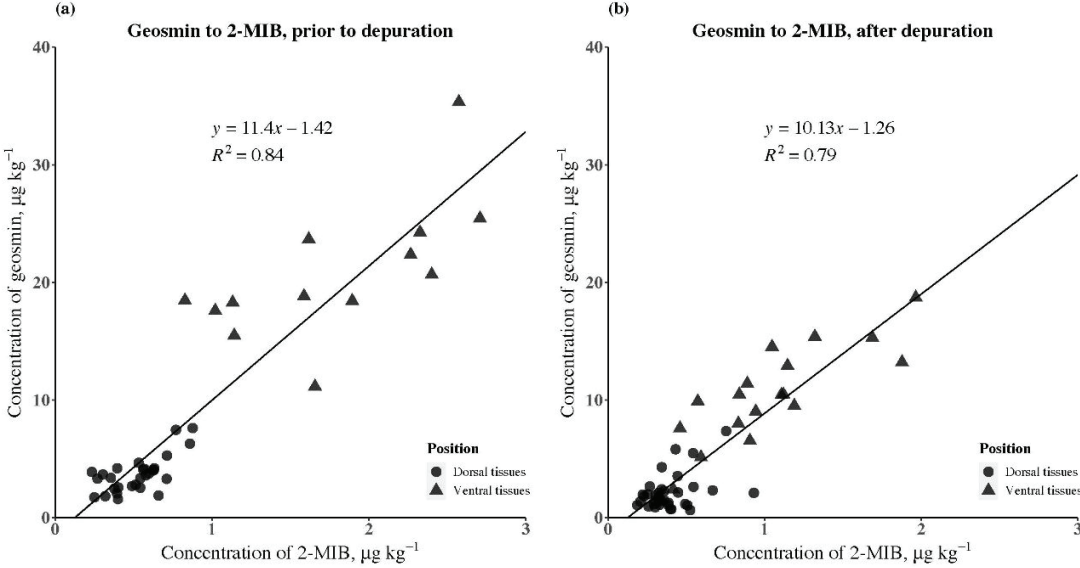 (a)
Geosmin to 2-MIB, prior to depuration
40
30
20
10
0
Concentration of geosmin, µg kg⁻¹
y = 11.4x – 1.42
R² = 0.84
Position
Dorsal tissues
Ventral tissues
0 1 2 3
Concentration of 2-MIB, µg kg⁻¹
(b)
Geosmin to 2-MIB, after depuration
40
30
20
10
0
Concentration of geosmin, µg kg⁻¹
y = 10.13x – 1.26
R² = 0.79
Position
Dorsal tissues
Ventral tissues
0 1 2 3
Concentration of 2-MIB, µg kg⁻¹